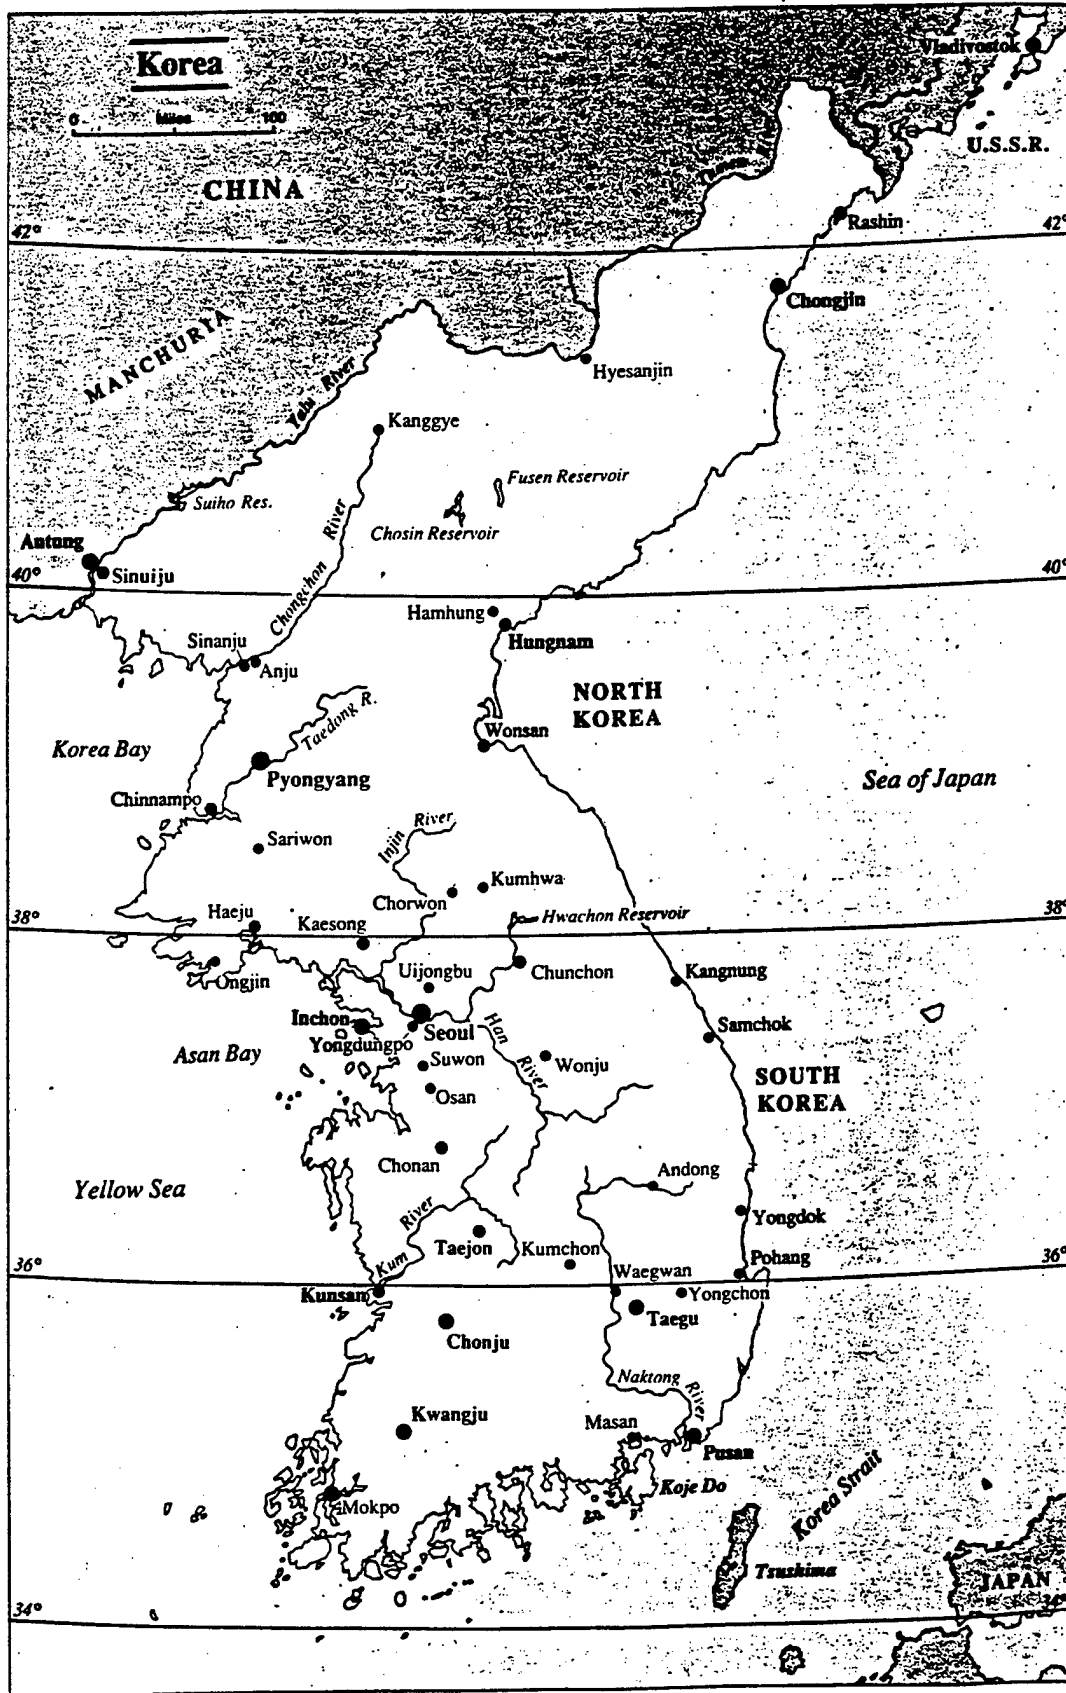 Korea
0 Miles 100
Vladivostok
U.S.S.R.
CHINA
Tumen River
Rashin
42°
42°
Chongjin
MANCHURIA
Yalu River
Hyesanjin
Kanggye
Fusen Reservoir
Suiho Res.
Chosin Reservoir
Chongchon River
Antung
Sinuiju
40°
40°
Hamhung
Hungnam
Sinanju
Anju
NORTH
KOREA
Taedong R.
Wonsan
Korea Bay
Pyongyang
Sea of Japan
Chinnampo
Injin River
Sariwon
Kumhwa
Chorwon
Haeju
Kaesong
Hwachon Reservoir
38°
38°
Ongjin
Uijongbu
Chunchon
Kangnung
Inchon
Seoul
Yongdungpo
Han River
Samchok
Asan Bay
Suwon
Wonju
Osan
SOUTH
KOREA
Chonan
Andong
Yellow Sea
Kum River
Yongdok
Taejon
Kumchon
Pohang
36°
36°
Waegwan
Kunsan
Yongchon
Taegu
Chonju
Naktong River
Kwangju
Masan
Pusan
Koje Do
Mokpo
Korea Strait
Tsushima
JAPAN
34°
34°